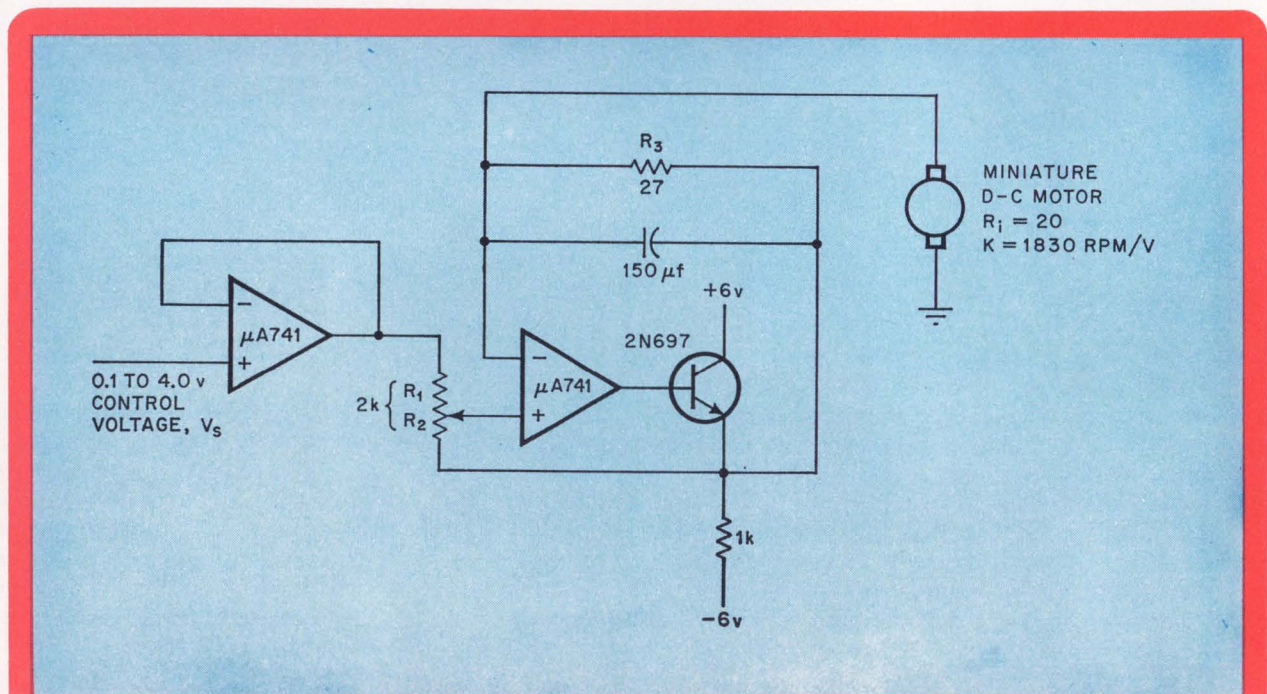 R3
27
MINIATURE
D-C MOTOR
Ri = 20
K = 1830 RPM/V
150 μf
+6v
2N697
−
μA741
+
0.1 TO 4.0 v
CONTROL
VOLTAGE, Vs
2k { R1
R2
−
μA741
+
1k
-6v